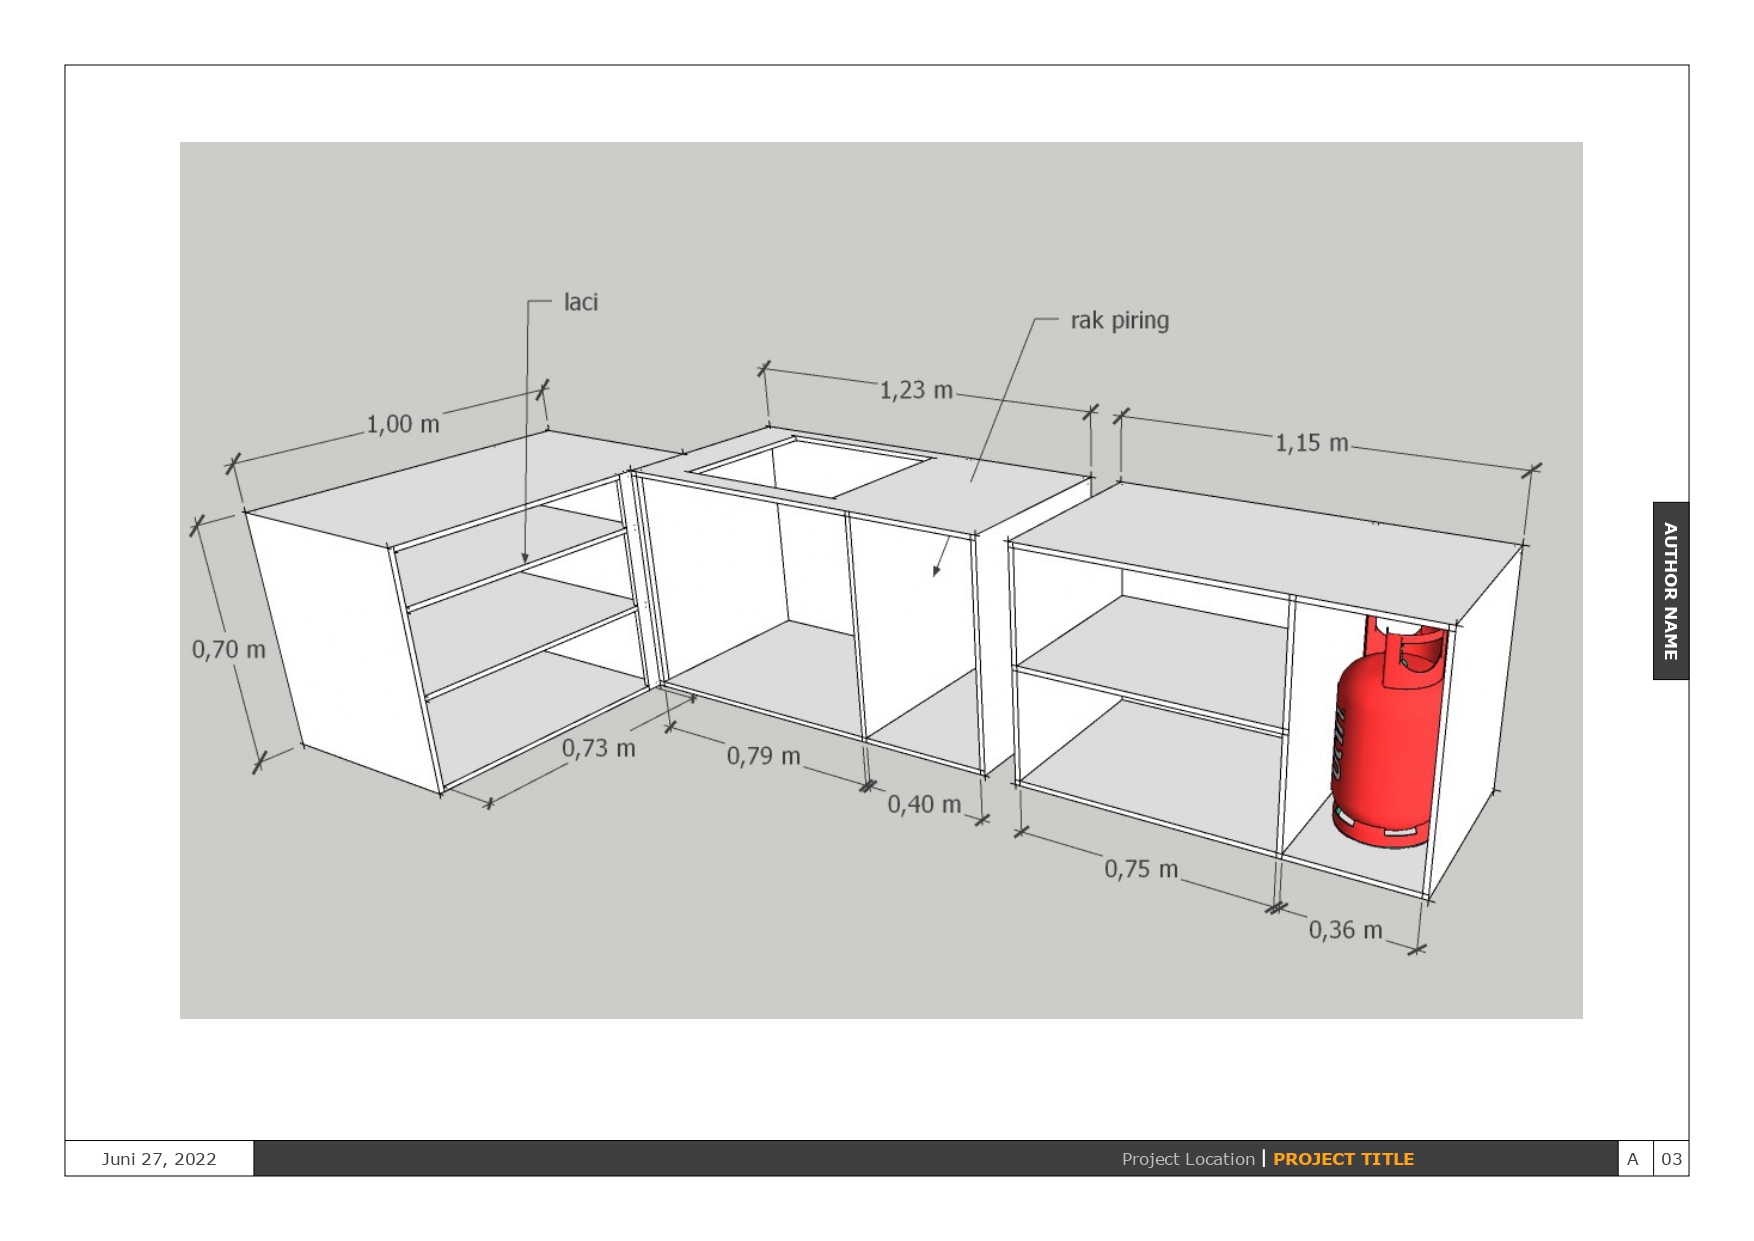 laci
rak piring
1,00 m
1,23 m
1,15 m
0,70 m
0,73 m
0,79 m
0,40 m
0,75 m
0,36 m
AUTHOR NAME
Juni 27, 2022
Project Location | PROJECT TITLE
A
03